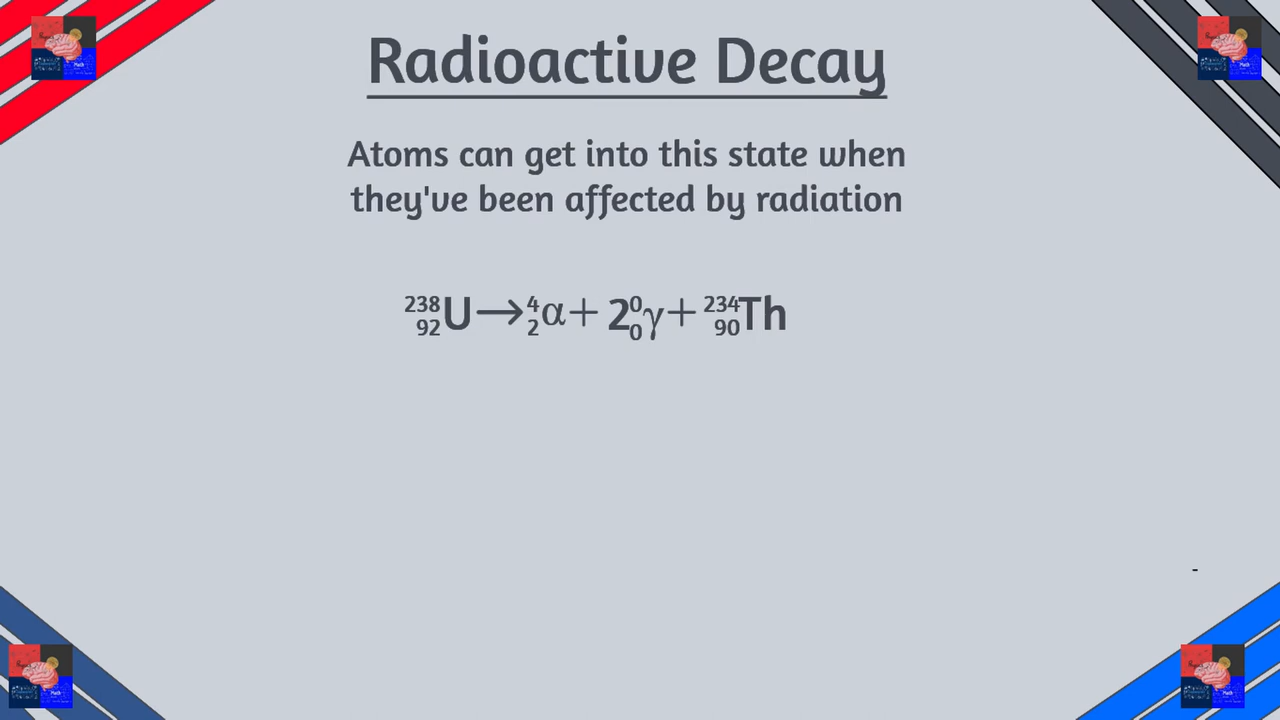 Radioactive Decay
Atoms can get into this state when
they've been affected by radiation
²³⁸₉₂U→⁴₂α+ 2⁰₀γ+²³⁴₉₀Th
-